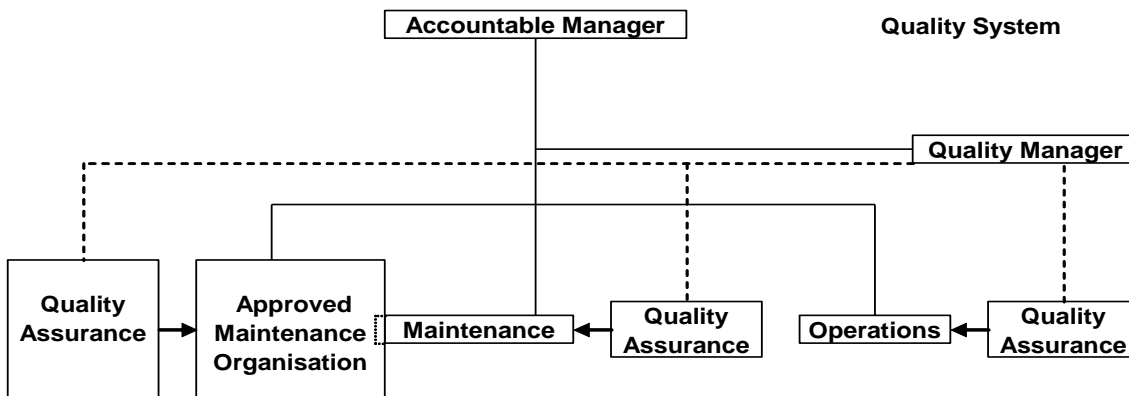 Accountable Manager
Quality System
Quality Manager
Quality
Assurance
Approved
Maintenance
Organisation
Maintenance
Quality
Assurance
Operations
Quality
Assurance